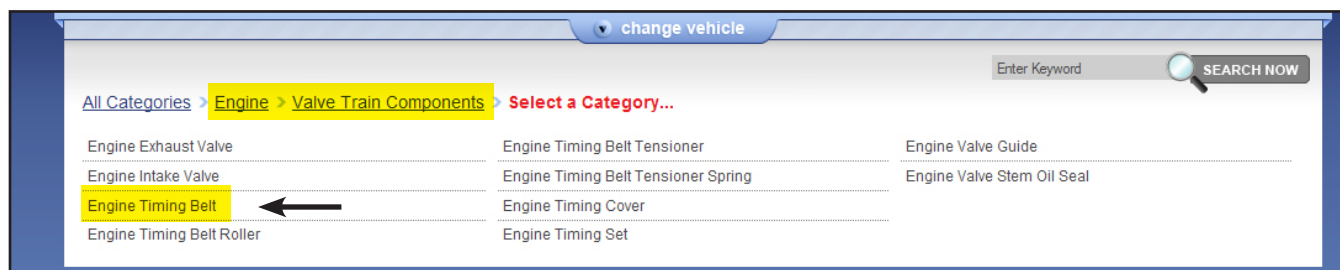 change vehicle
Enter Keyword
SEARCH NOW
All Categories > Engine > Valve Train Components > Select a Category...
Engine Exhaust Valve
Engine Intake Valve
Engine Timing Belt
Engine Timing Belt Roller
Engine Timing Belt Tensioner
Engine Timing Belt Tensioner Spring
Engine Timing Cover
Engine Timing Set
Engine Valve Guide
Engine Valve Stem Oil Seal